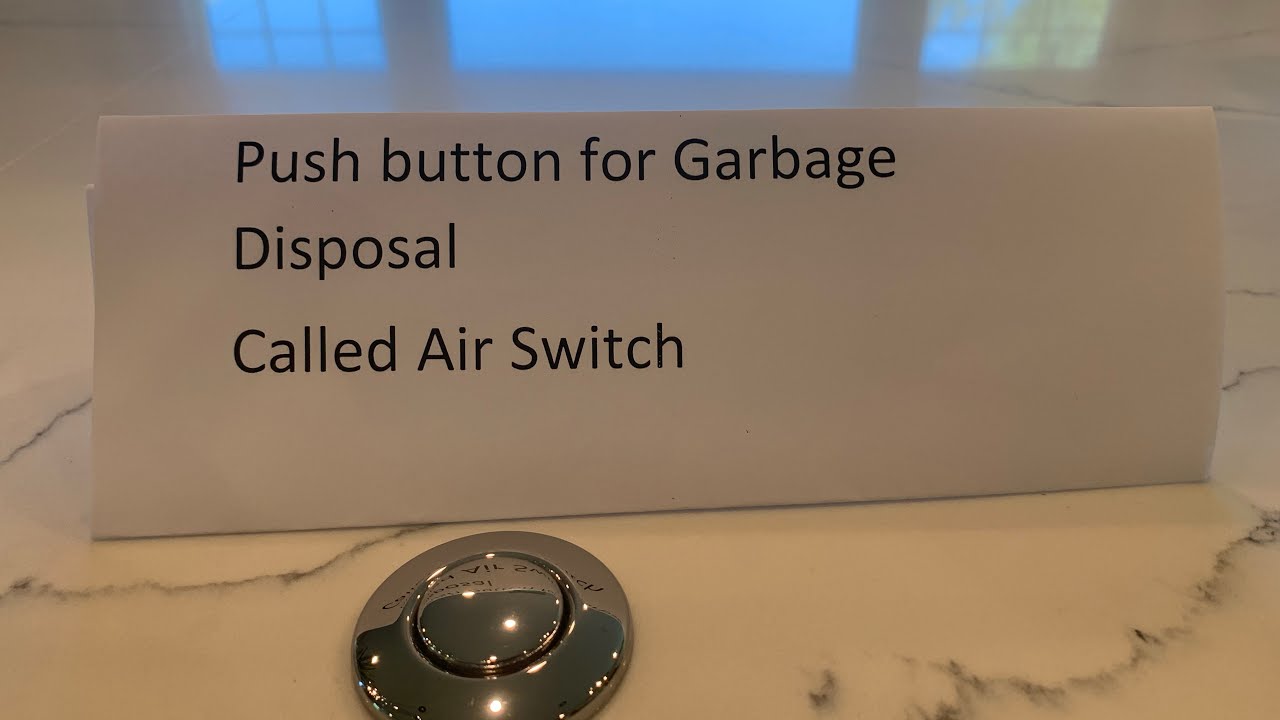 Push button for Garbage
Disposal
Called Air Switch